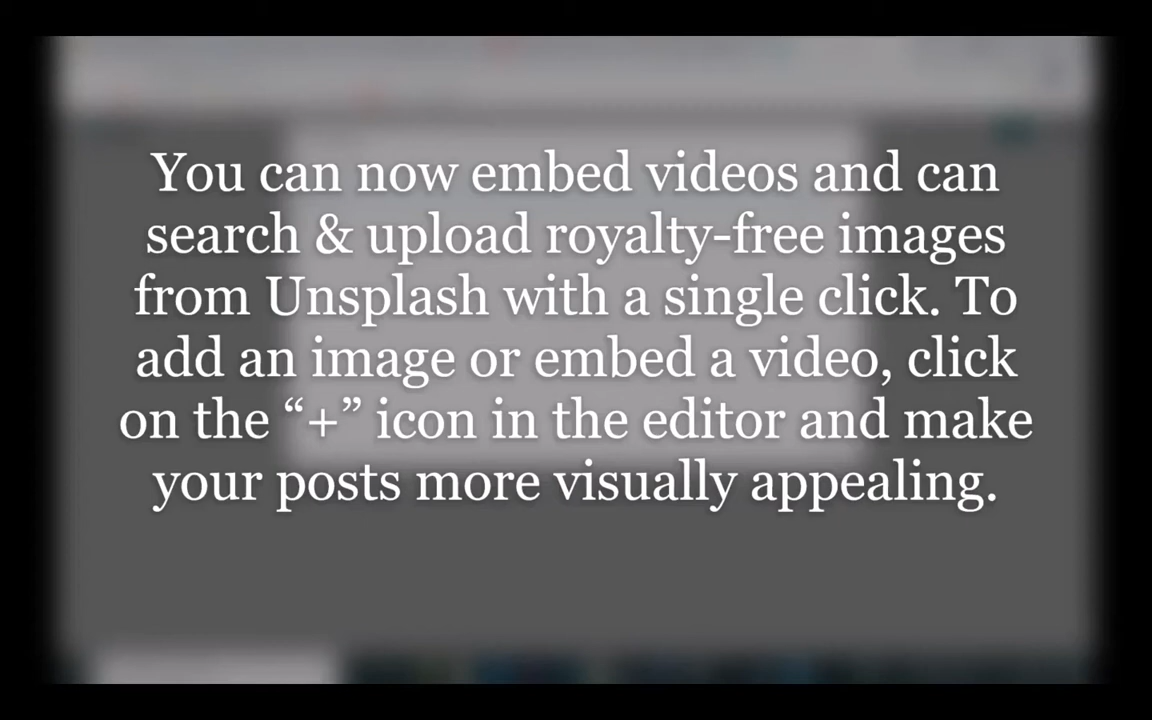 You can now embed videos and can
search & upload royalty-free images
from Unsplash with a single click. To
add an image or embed a video, click
on the “+” icon in the editor and make
your posts more visually appealing.